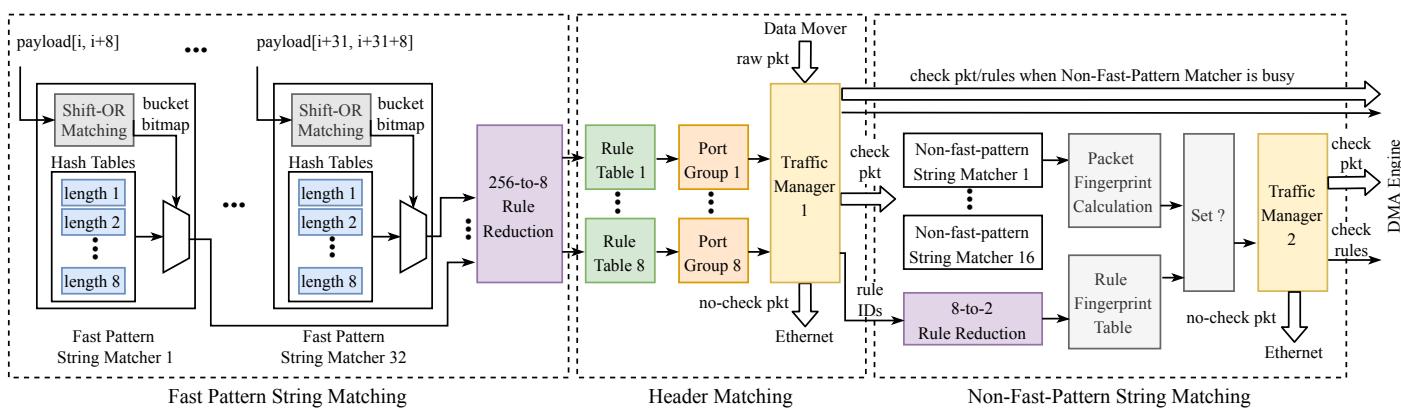 payload[i, i+8]
payload[i+31, i+31+8]
Shift-OR
Matching
bucket
bitmap
Hash Tables
length 1
length 2
length 8
Fast Pattern
String Matcher 1
Shift-OR
Matching
bucket
bitmap
Hash Tables
length 1
length 2
length 8
Fast Pattern
String Matcher 32
256-to-8
Rule
Reduction
Fast Pattern String Matching
Rule
Table 1
Rule
Table 8
Port
Group 1
Port
Group 8
Data Mover
raw pkt
Traffic
Manager
1
no-check pkt
Ethernet
check
pkt
rule
IDs
Header Matching
check pkt/rules when Non-Fast-Pattern Matcher is busy
Non-fast-pattern
String Matcher 1
Non-fast-pattern
String Matcher 16
8-to-2
Rule Reduction
Packet
Fingerprint
Calculation
Rule
Fingerprint
Table
Set ?
Traffic
Manager
2
check
pkt
check
rules
no-check pkt
Ethernet
DMA Engine
Non-Fast-Pattern String Matching